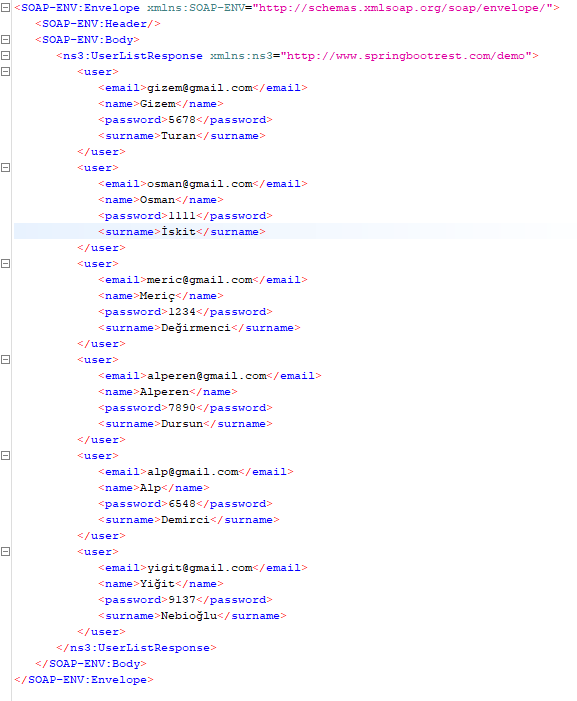 <SOAP-ENV:Envelope xmlns:SOAP-ENV="http://schemas.xmlsoap.org/soap/envelope/">
<SOAP-ENV:Header/>
<SOAP-ENV:Body>
<ns3:UserListResponse xmlns:ns3="http://www.springbootrest.com/demo">
<user>
<email>gizem@gmail.com</email>
<name>Gizem</name>
<password>5678</password>
<surname>Turan</surname>
</user>
<user>
<email>osman@gmail.com</email>
<name>Osman</name>
<password>1111</password>
<surname>İskit</surname>
</user>
<user>
<email>meric@gmail.com</email>
<name>Meriç</name>
<password>1234</password>
<surname>Değirmenci</surname>
</user>
<user>
<email>alperen@gmail.com</email>
<name>Alperen</name>
<password>7890</password>
<surname>Dursun</surname>
</user>
<user>
<email>alp@gmail.com</email>
<name>Alp</name>
<password>6548</password>
<surname>Demirci</surname>
</user>
<user>
<email>yigit@gmail.com</email>
<name>Yiğit</name>
<password>9137</password>
<surname>Nebioğlu</surname>
</user>
</ns3:UserListResponse>
</SOAP-ENV:Body>
</SOAP-ENV:Envelope>